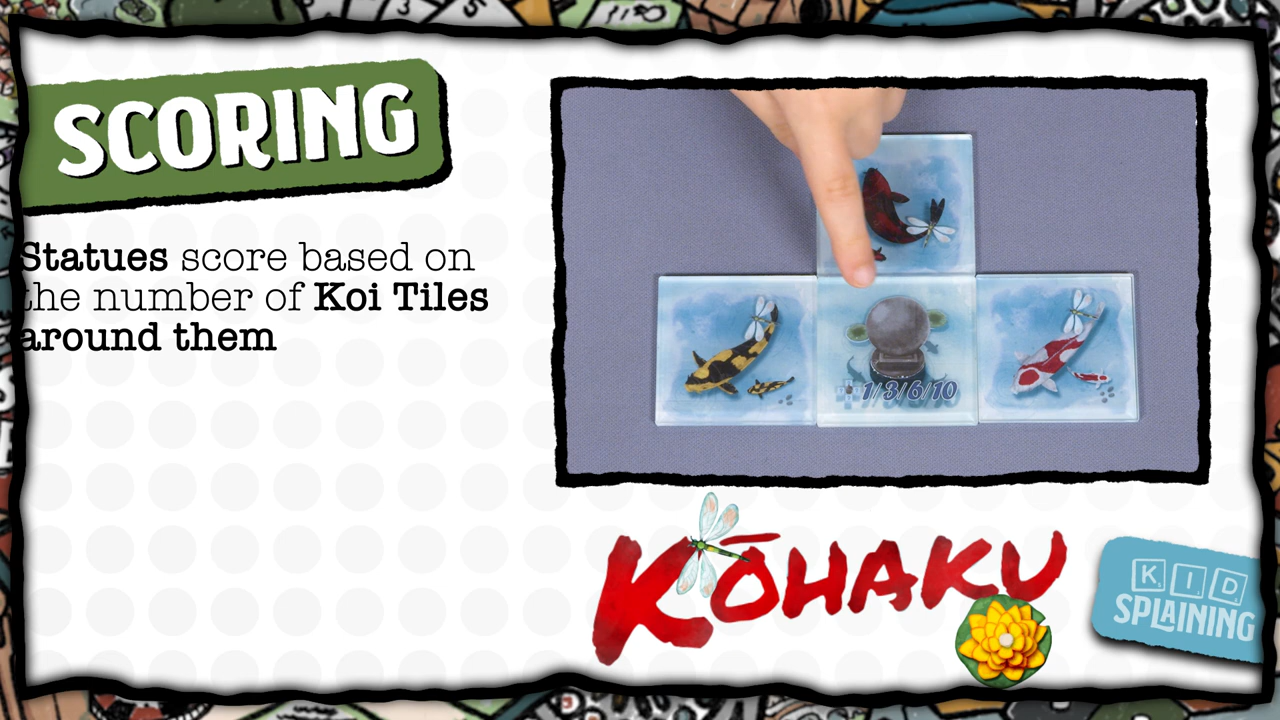 SCORING
Statues score based on
the number of Koi Tiles
around them
1/3/6/10
KŌHAKU
KID
SPLAINING